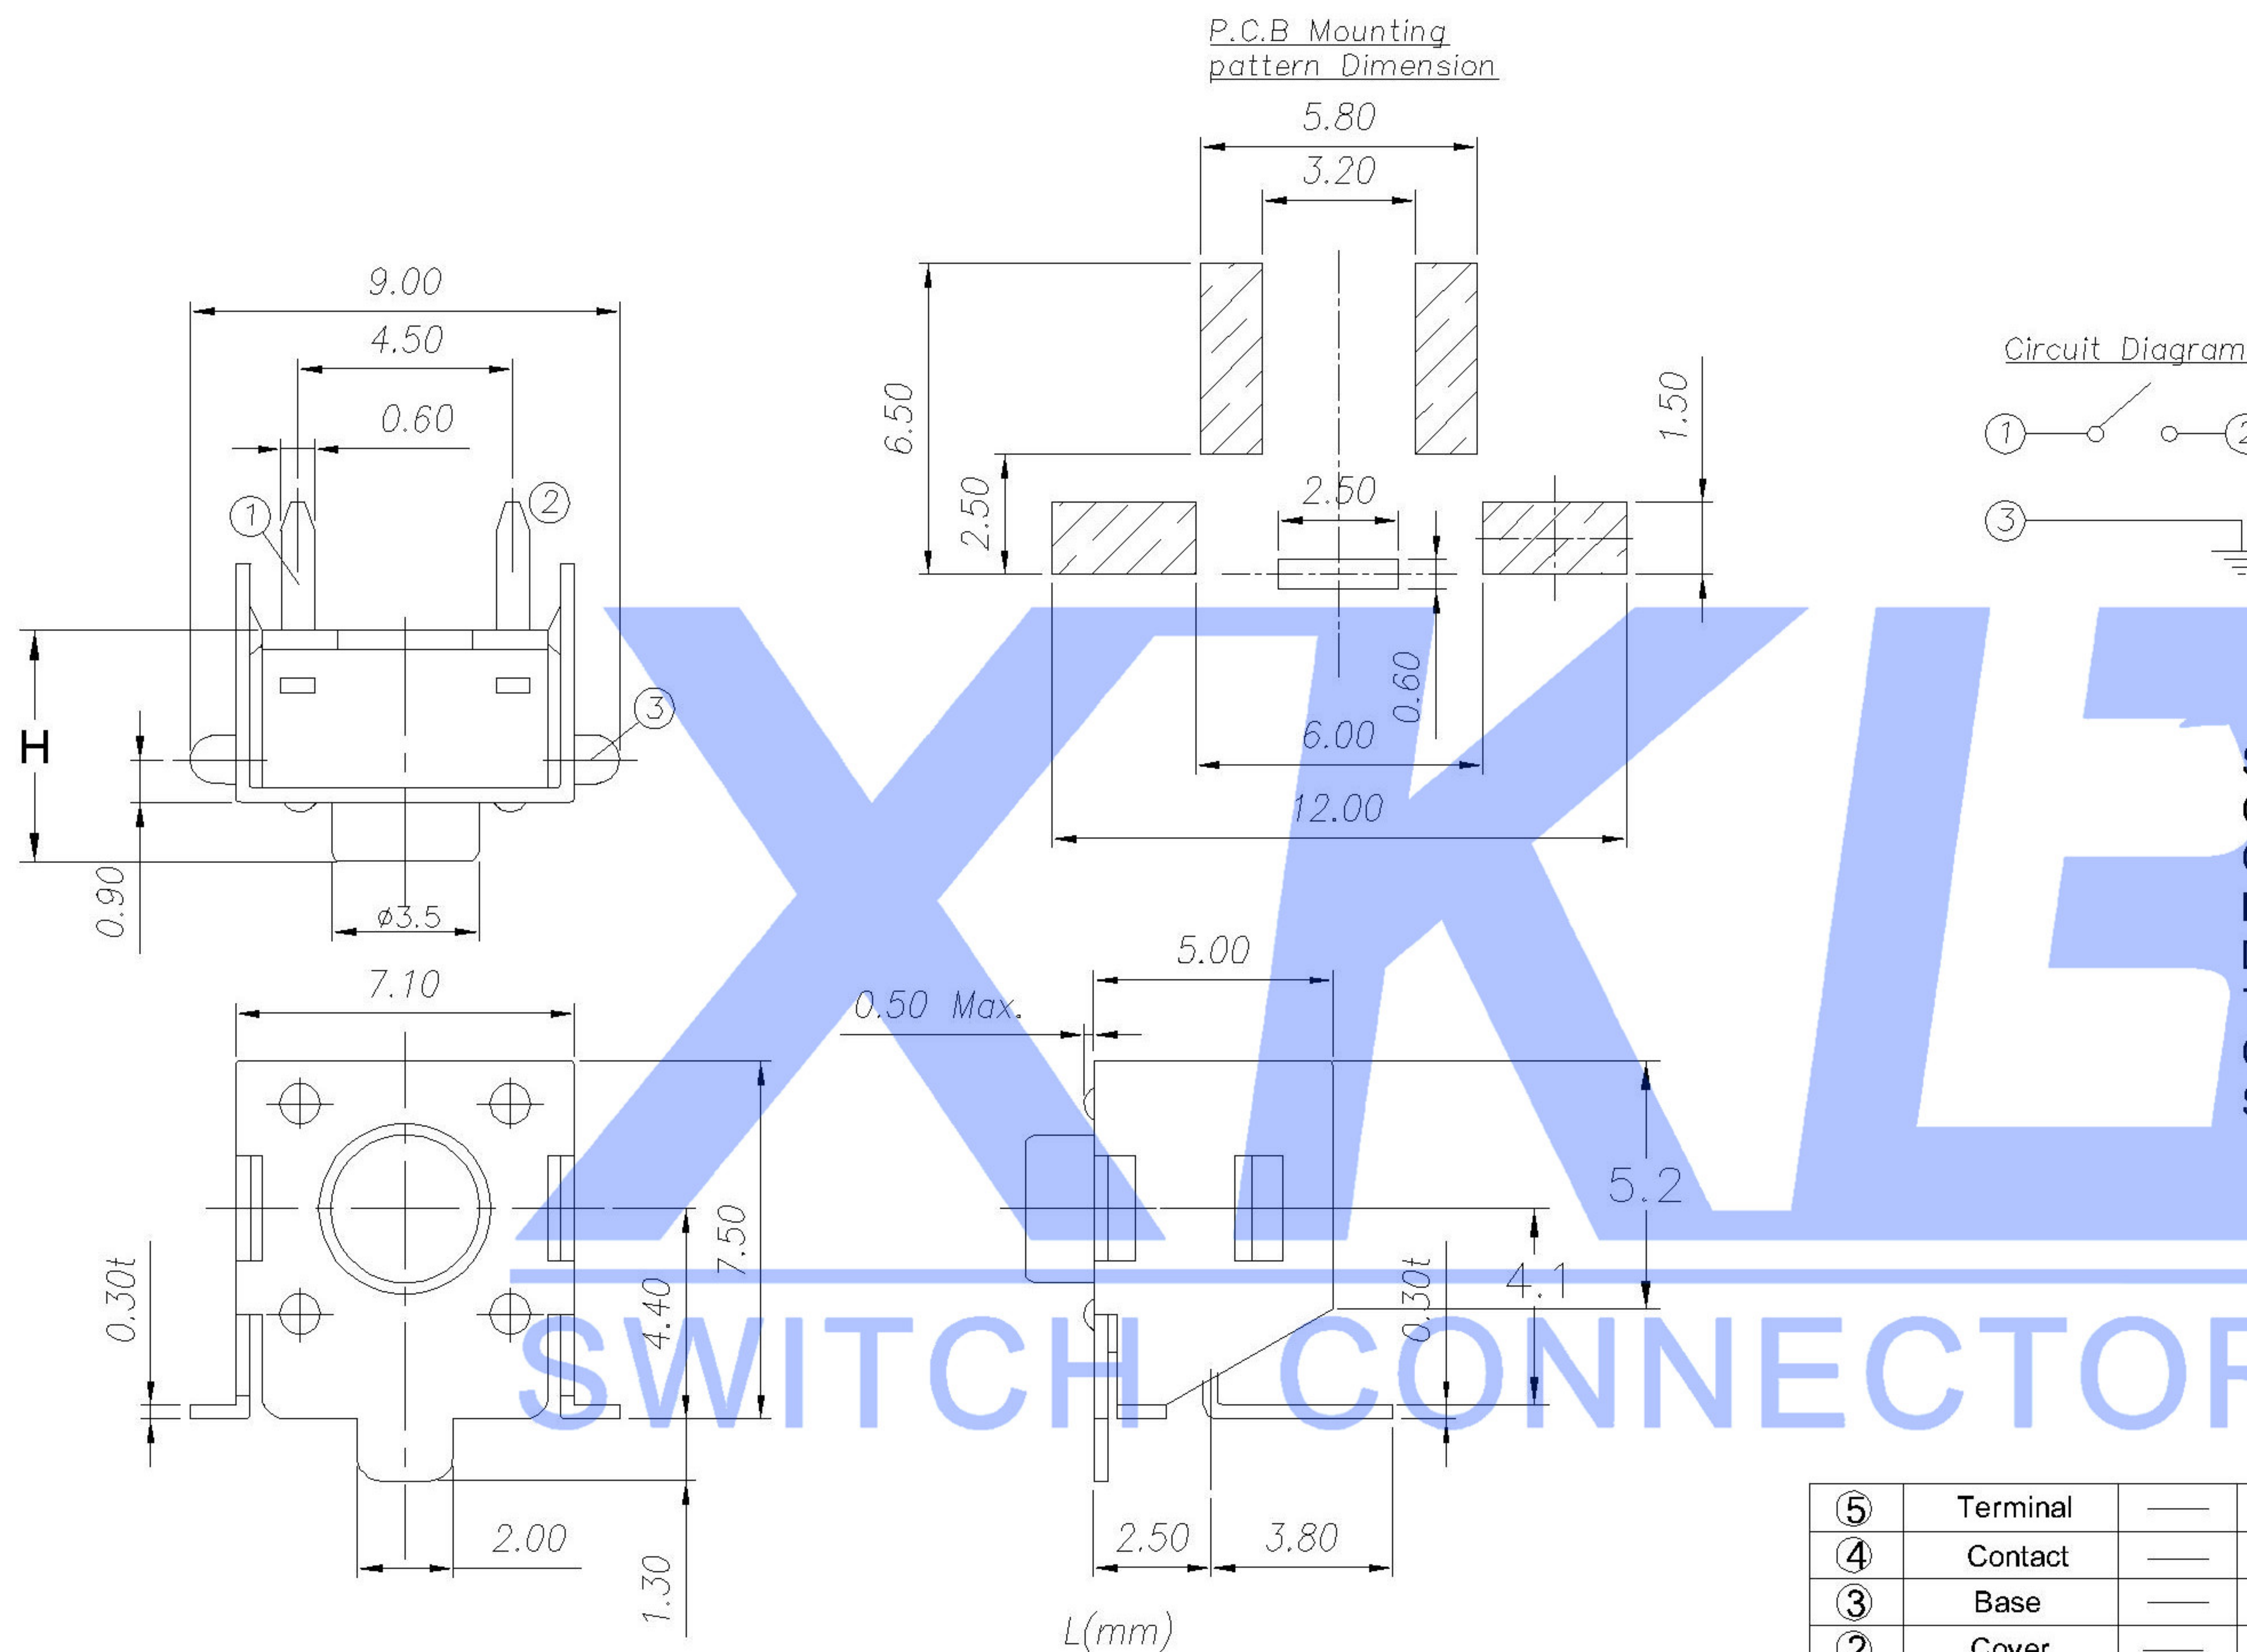 P.C.B Mounting
pattern Dimension
5.80
3.20
9.00
4.50
0.60
6.50
2.50
2.50
1.50
0.60
6.00
12.00
Circuit Diagram
1
2
3
1
2
3
H
0.90
ø3.5
7.10
0.50 Max.
5.00
7.50
4.40
0.30t
5.2
4.1
0.30t
2.00
1.30
2.50
3.80
L(mm)
XKB
SWITCH CONNECTOR
5 Terminal
4 Contact
3 Base
2 Cover